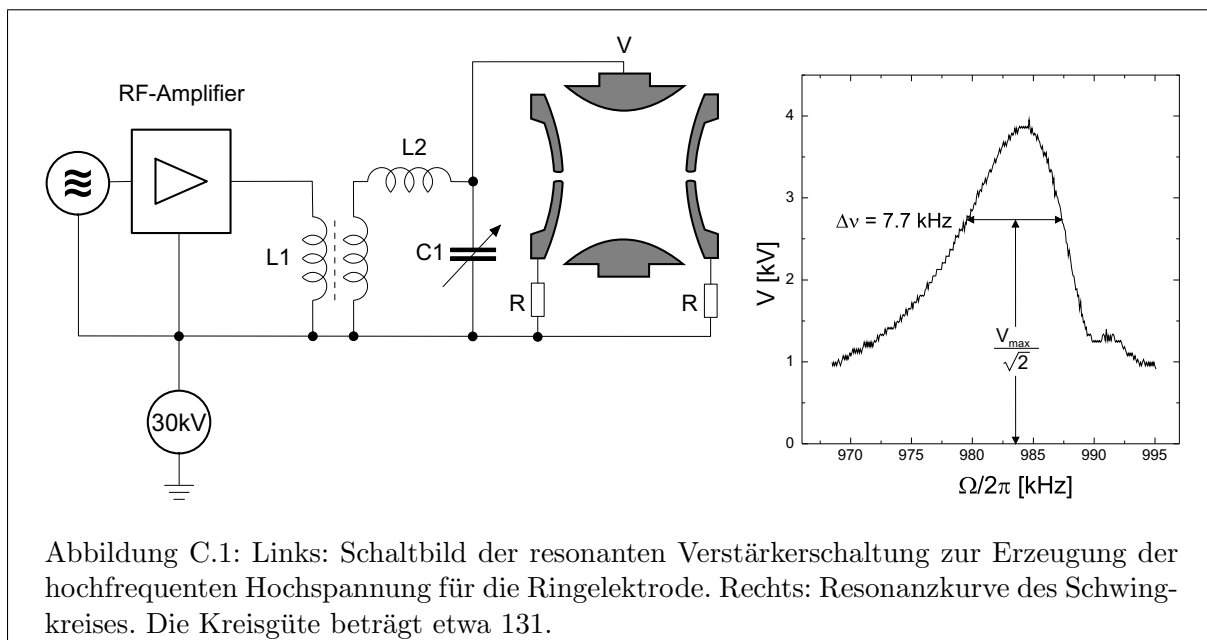 V
RF-Amplifier
L2
L1
C1
R
R
30kV
V [kV]
4
3
2
1
0
Δν = 7.7 kHz
V_max
√2
970 975 980 985 990 995
Ω/2π [kHz]
Abbildung C.1: Links: Schaltbild der resonanten Verstärkerschaltung zur Erzeugung der
hochfrequenten Hochspannung für die Ringelektrode. Rechts: Resonanzkurve des Schwing-
kreises. Die Kreisgüte beträgt etwa 131.